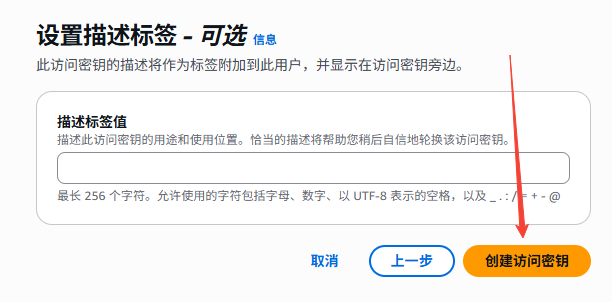 设置描述标签 – 可选 信息
此访问密钥的描述将作为标签附加到此用户，并显示在访问密钥旁边。
描述标签值
描述此访问密钥的用途和使用位置。恰当的描述将帮助您稍后自信地轮换该访问密钥。
最长 256 个字符。允许使用的字符包括字母、数字、以 UTF-8 表示的空格，以及 _ . : / = + - @
取消 上一步 创建访问密钥